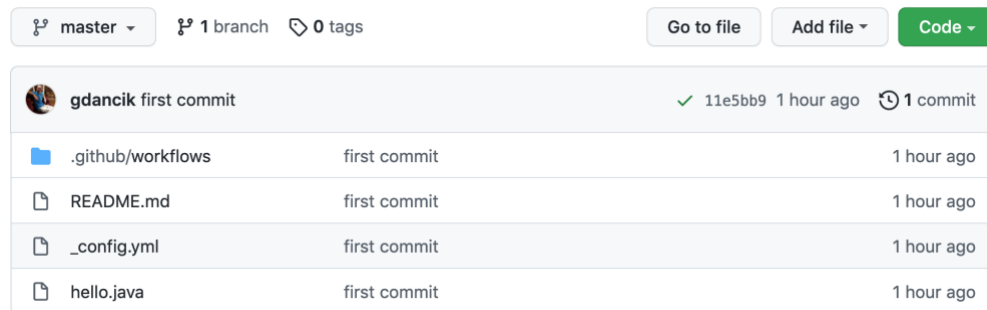 master 1 branch 0 tags Go to file Add file Code
gdancik first commit 11e5bb9 1 hour ago 1 commit
.github/workflows first commit 1 hour ago
README.md first commit 1 hour ago
_config.yml first commit 1 hour ago
hello.java first commit 1 hour ago